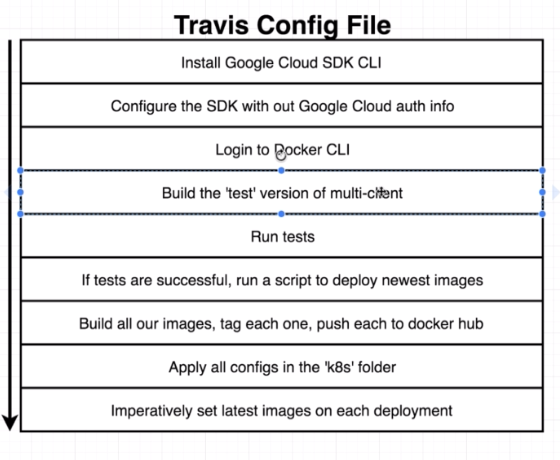 Travis Config File
Install Google Cloud SDK CLI
Configure the SDK with out Google Cloud auth info
Login to Docker CLI
Build the 'test' version of multi-client
Run tests
If tests are successful, run a script to deploy newest images
Build all our images, tag each one, push each to docker hub
Apply all configs in the 'k8s' folder
Imperatively set latest images on each deployment